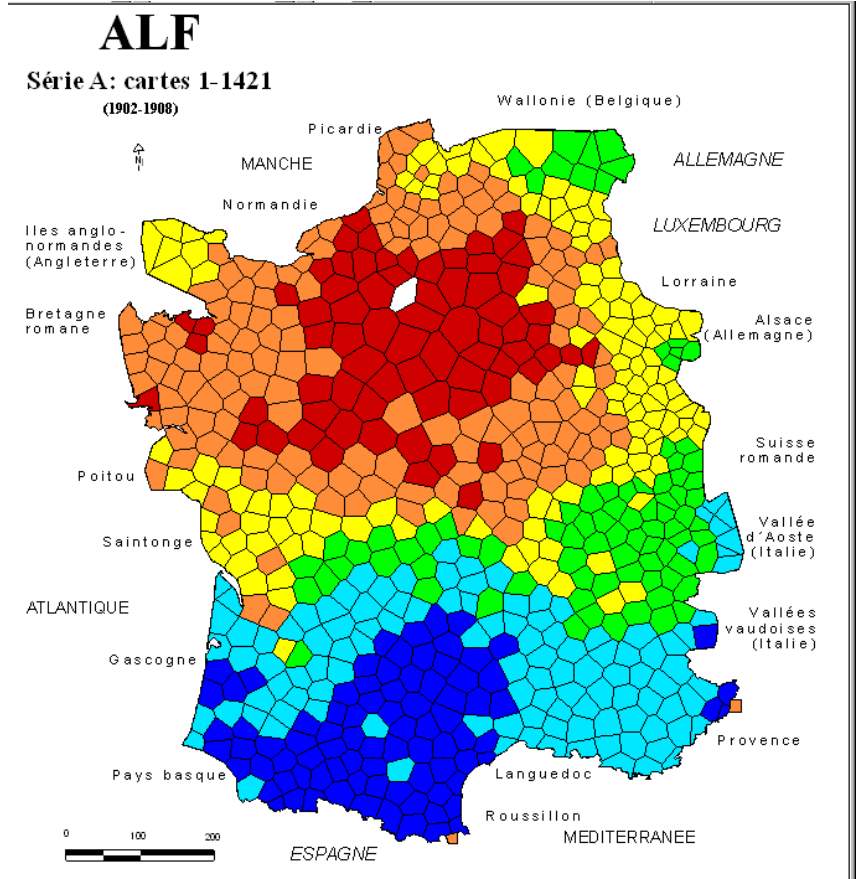 ALF
Série A: cartes 1-1421
(1902-1908)
Wallonie (Belgique)
Picardie
N
MANCHE
ALLEMAGNE
Normandie
Iles anglo-
normandes
(Angleterre)
LUXEMBOURG
Lorraine
Bretagne
romane
Alsace
(Allemagne)
Suisse
romande
Poitou
Vallée
d´Aoste
(Italie)
Saintonge
ATLANTIQUE
Vallées
vaudoises
(Italie)
Gascogne
Provence
Pays basque
Languedoc
Roussillon
MEDITERRANEE
0 100 200
ESPAGNE